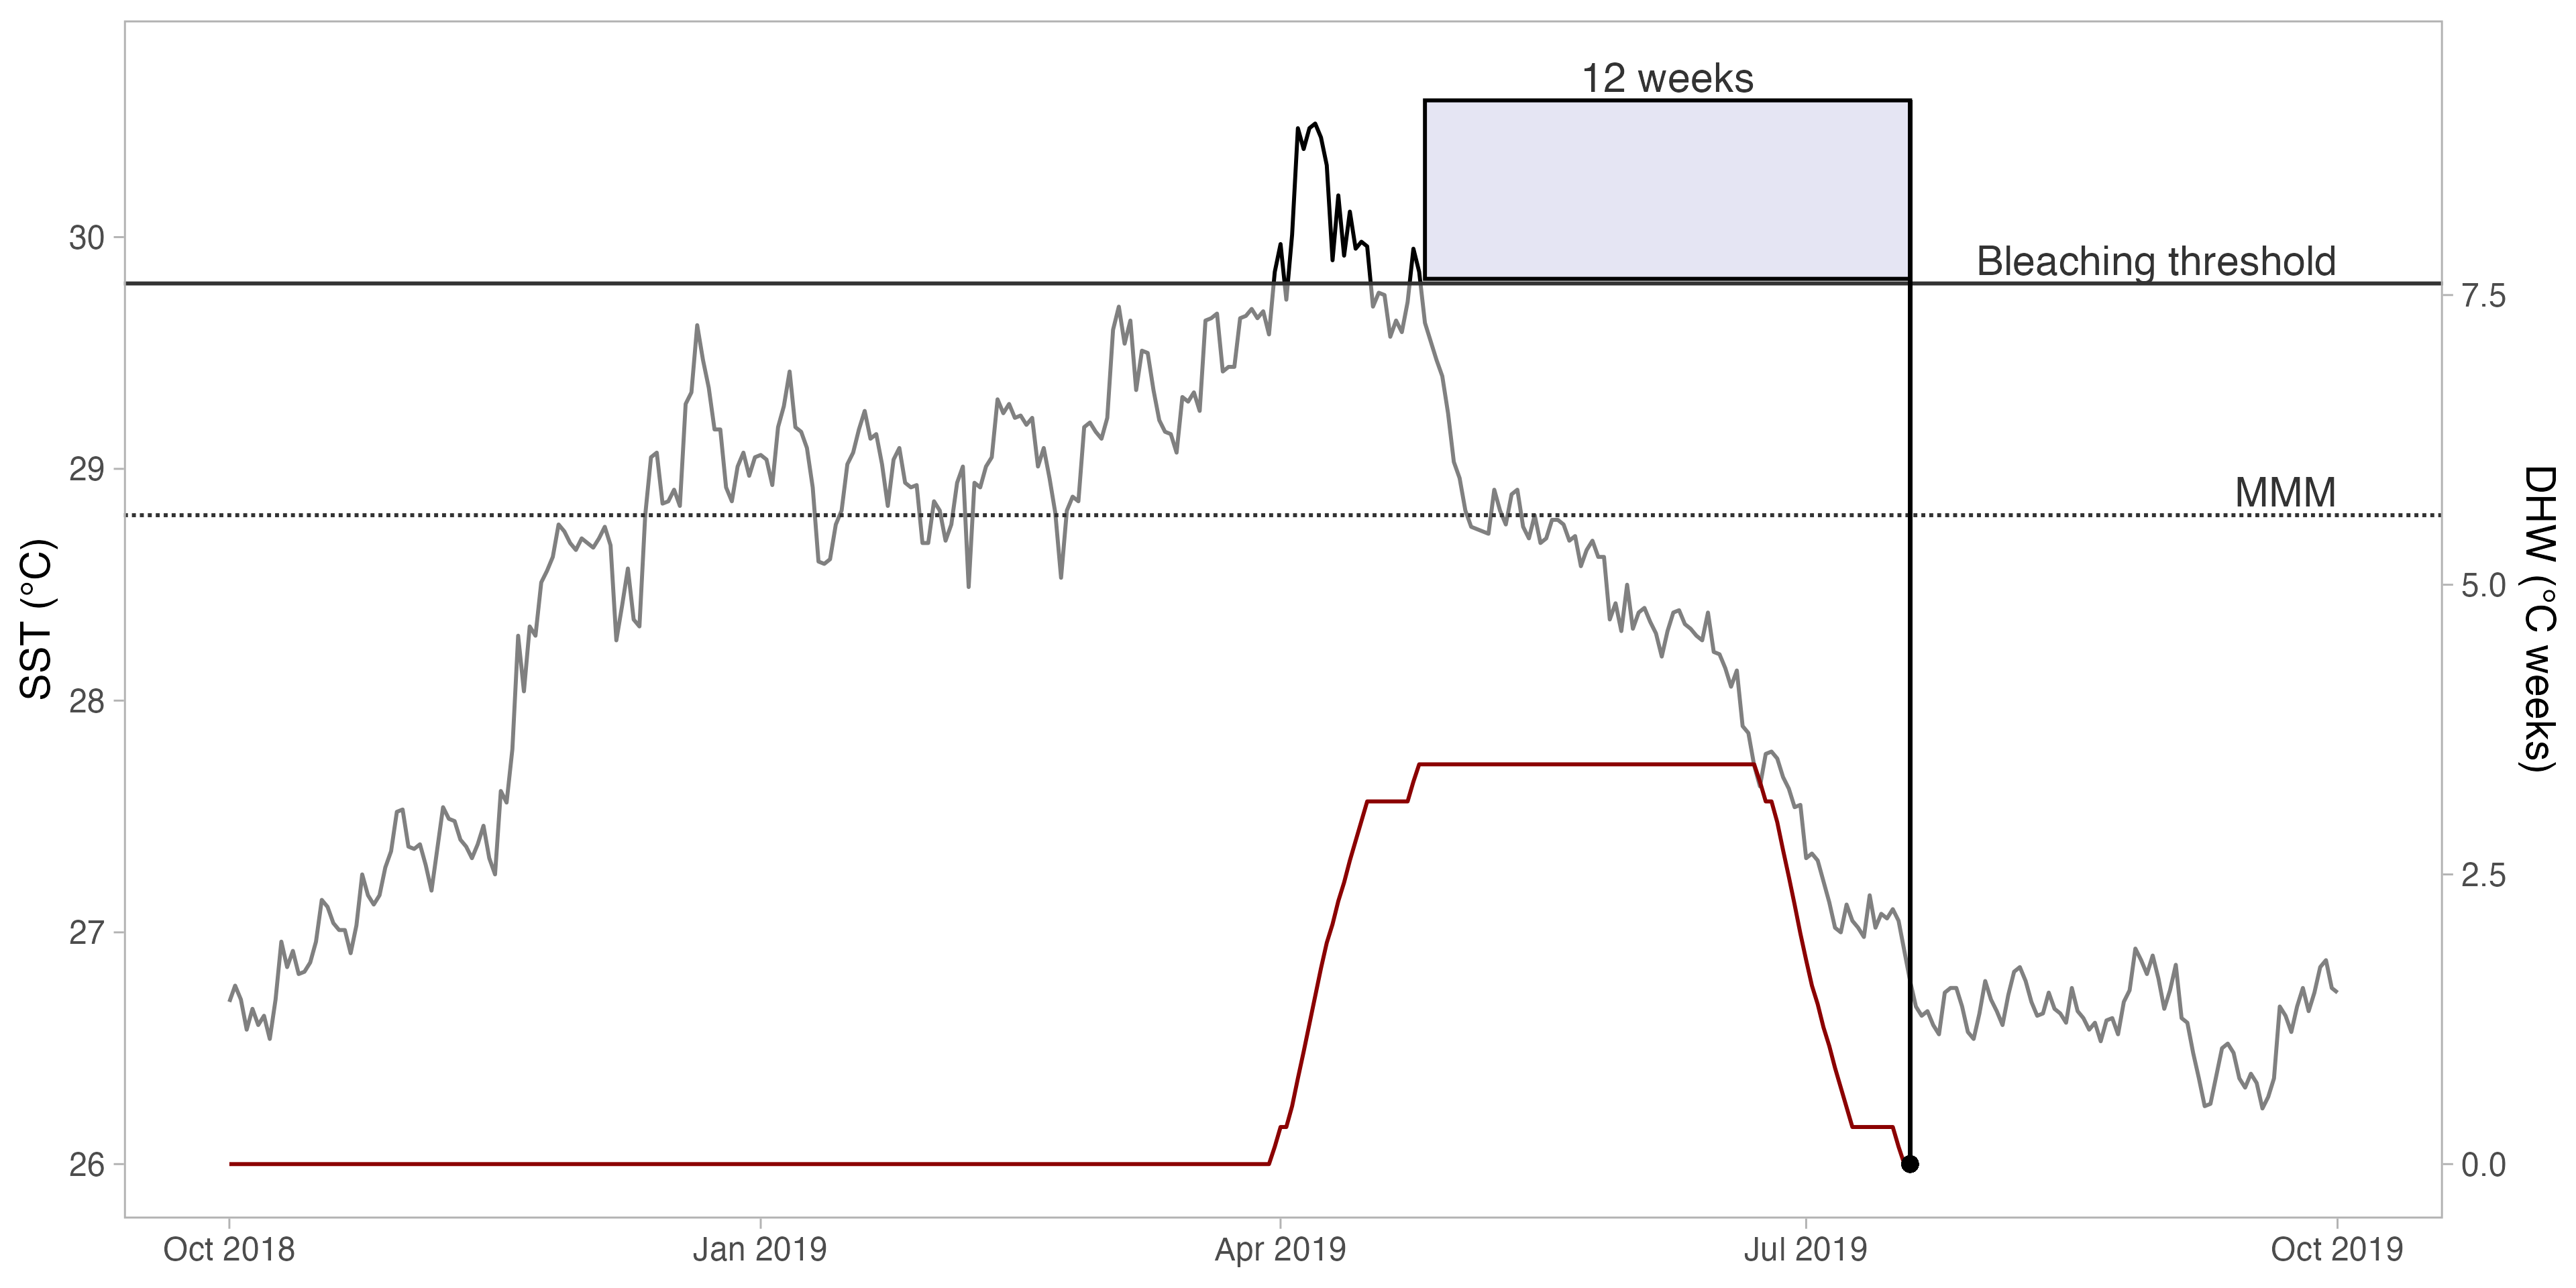 12 weeks
Bleaching threshold
MMM
SST (°C)
30
29
28
27
26
DHW (°C weeks)
7.5
5.0
2.5
0.0
Oct 2018
Jan 2019
Apr 2019
Jul 2019
Oct 2019